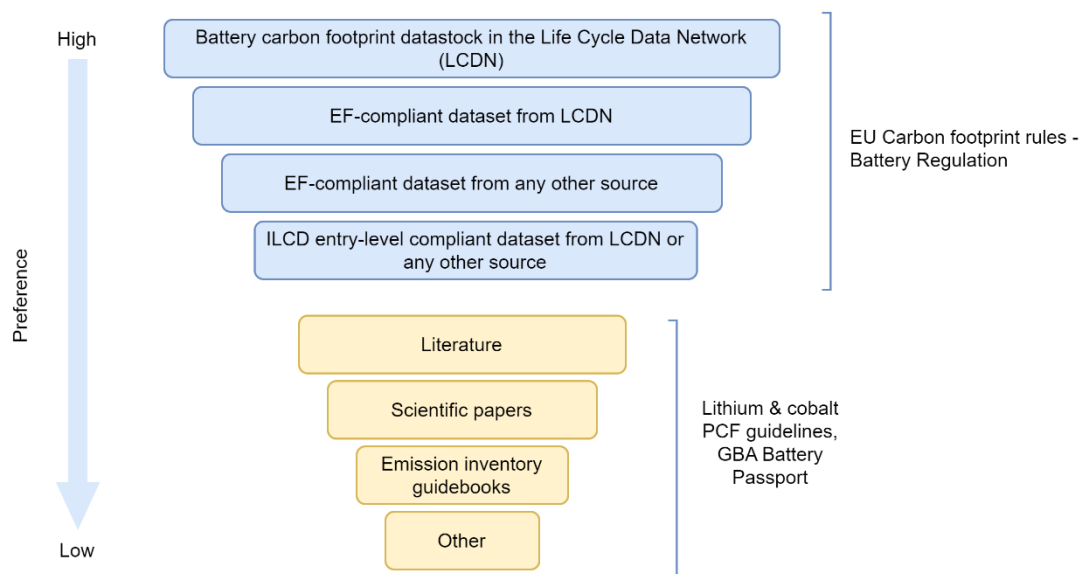 High
Battery carbon footprint datastock in the Life Cycle Data Network
(LCDN)
EF-compliant dataset from LCDN
EF-compliant dataset from any other source
ILCD entry-level compliant dataset from LCDN or
any other source
EU Carbon footprint rules -
Battery Regulation
Preference
Literature
Scientific papers
Emission inventory
guidebooks
Other
Lithium & cobalt
PCF guidelines,
GBA Battery
Passport
Low